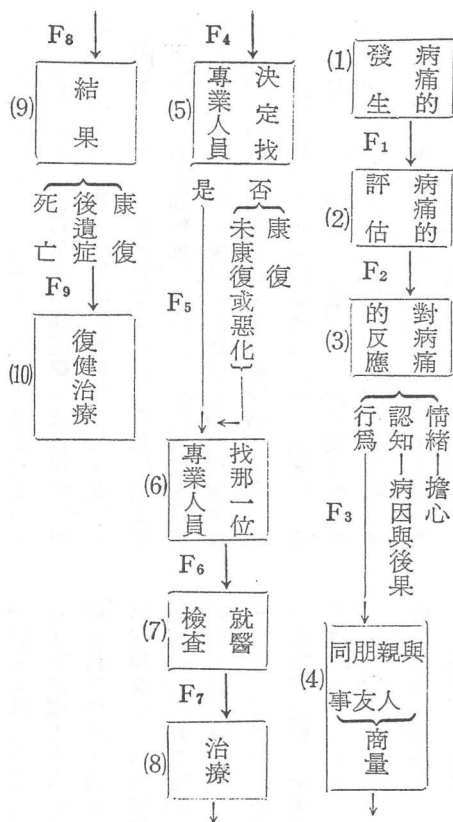 (1)
病痛的
發生
F₁
(2)
病痛的
評估
F₂
(3)
對病痛
的反應
情緒─擔心
認知─病因與後果
行爲
F₃
(4)
與
親人
朋友
同事
商量
F₄
(5)
決定找
專業人員
否
康復
未康復或惡化
是
F₅
(6)
找那一位
專業人員
F₆
(7)
就醫
檢查
F₇
(8)
治療
F₈
(9)
結果
康復
後遺症
死亡
F₉
(10)
復健治療